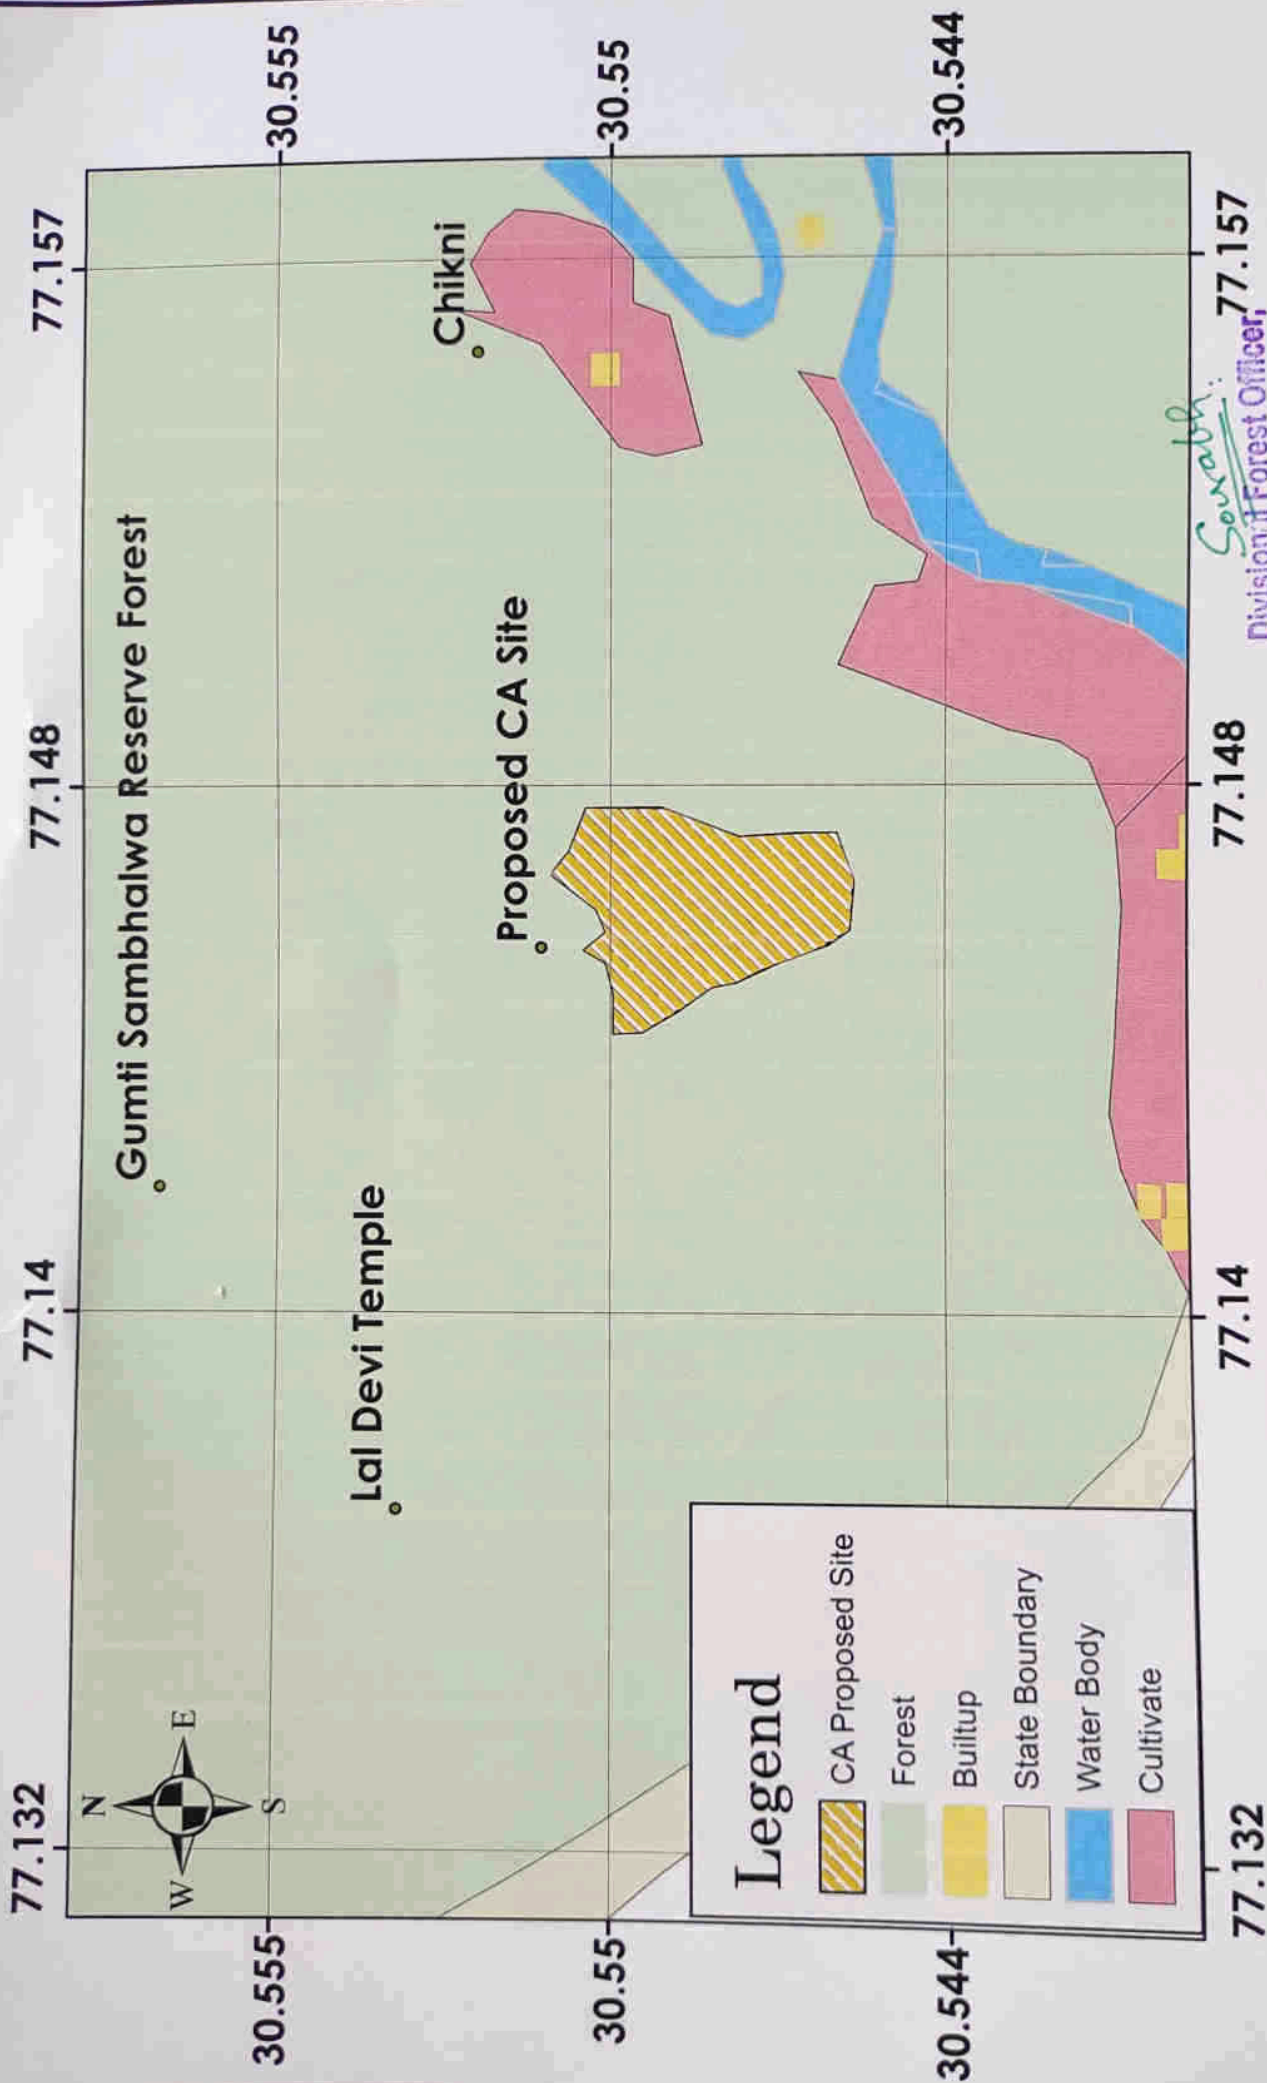 77.132
77.14
77.148
77.157
N
W
E
S
30.555
30.555
30.55
30.55
30.544
30.544
Gumti Sambhalwa Reserve Forest
Lal Devi Temple
Proposed CA Site
Chikni
Legend
CA Proposed Site
Forest
Builtup
State Boundary
Water Body
Cultivate
77.132
77.14
77.148
77.157
Sourabh.
Divisional Forest Officer,